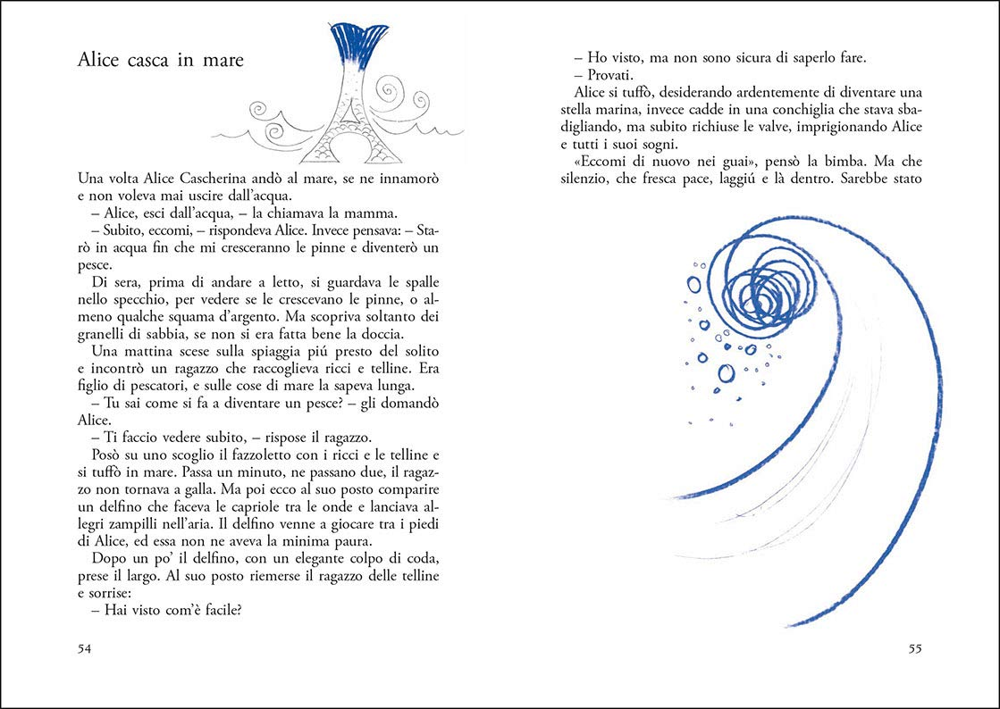 Alice casca in mare
Una volta Alice Cascherina andò al mare, se ne innamorò
e non voleva mai uscire dall’acqua.
– Alice, esci dall’acqua, – la chiamava la mamma.
– Subito, eccomi, – rispondeva Alice. Invece pensava: – Sta-
rò in acqua fin che mi cresceranno le pinne e diventerò un
pesce.
Di sera, prima di andare a letto, si guardava le spalle
nello specchio, per vedere se le crescevano le pinne, o al-
meno qualche squama d’argento. Ma scopriva soltanto dei
granelli di sabbia, se non si era fatta bene la doccia.
Una mattina scese sulla spiaggia piú presto del solito
e incontrò un ragazzo che raccoglieva ricci e telline. Era
figlio di pescatori, e sulle cose di mare la sapeva lunga.
– Tu sai come si fa a diventare un pesce? – gli domandò
Alice.
– Ti faccio vedere subito, – rispose il ragazzo.
Posò su uno scoglio il fazzoletto con i ricci e le telline e
si tuffò in mare. Passa un minuto, ne passano due, il ragaz-
zo non tornava a galla. Ma poi ecco al suo posto comparire
un delfino che faceva le capriole tra le onde e lanciava al-
legri zampilli nell’aria. Il delfino venne a giocare tra i piedi
di Alice, ed essa non ne aveva la minima paura.
Dopo un po’ il delfino, con un elegante colpo di coda,
prese il largo. Al suo posto riemerse il ragazzo delle telline
e sorrise:
– Hai visto com’è facile?
54
– Ho visto, ma non sono sicura di saperlo fare.
– Provati.
Alice si tuffò, desiderando ardentemente di diventare una
stella marina, invece cadde in una conchiglia che stava sba-
digliando, ma subito richiuse le valve, imprigionando Alice
e tutti i suoi sogni.
«Eccomi di nuovo nei guai», pensò la bimba. Ma che
silenzio, che fresca pace, laggiú e là dentro. Sarebbe stato
55